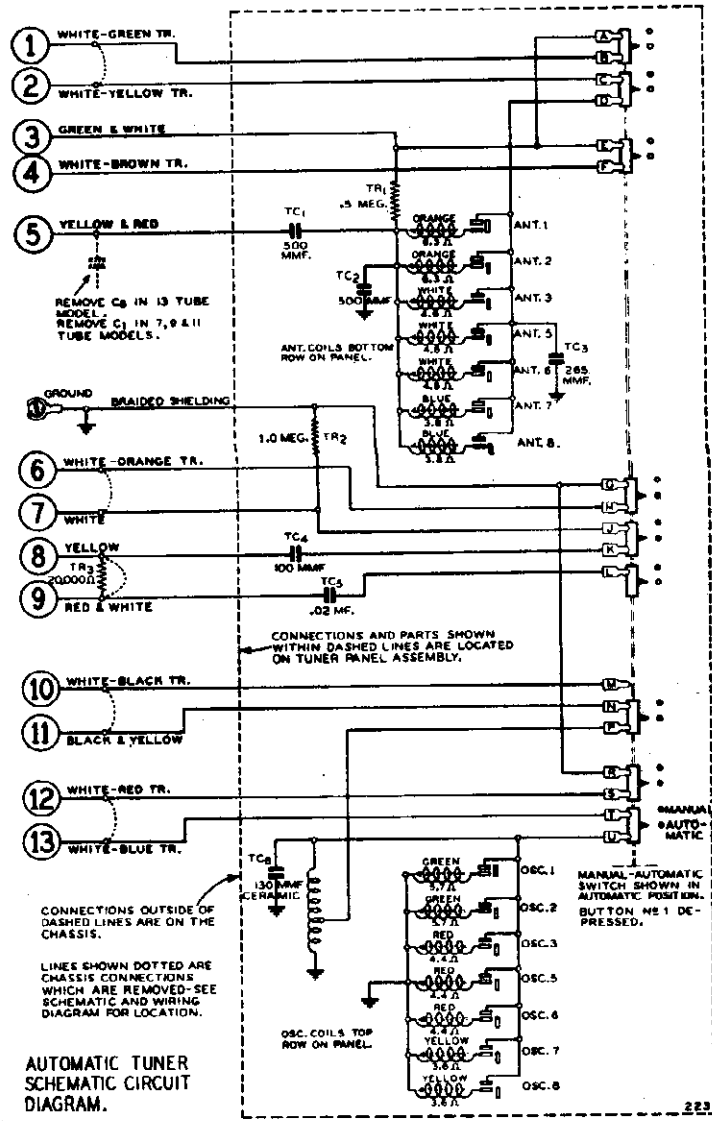 1 WHITE-GREEN TR.
2 WHITE-YELLOW TR.
3 GREEN & WHITE
4 WHITE-BROWN TR.
5 YELLOW & RED
REMOVE C8 IN 13 TUBE
MODEL.
REMOVE C1 IN 7, 9 & 11
TUBE MODELS.
TC1
500
MMF.
TR1
.5 MEG.
TC2
500 MMF
ANT. COILS BOTTOM
ROW ON PANEL.
ORANGE
6.3 Ω
ANT. 1
ORANGE
6.3 Ω
ANT. 2
WHITE
4.8 Ω
ANT. 3
WHITE
4.8 Ω
ANT. 5
WHITE
4.8 Ω
ANT. 6
BLUE
3.8 Ω
ANT. 7
BLUE
3.8 Ω
ANT. 8.
TC3
265
MMF.
A
B
C
D
E
F
GROUND
BRAIDED SHIELDING
1.0 MEG. TR2
6 WHITE-ORANGE TR.
7 WHITE
8 YELLOW
TR3
20,000Ω
9 RED & WHITE
TC4
100 MMF
TC5
.02 MF.
G
H
J
K
L
CONNECTIONS AND PARTS SHOWN
WITHIN DASHED LINES ARE LOCATED
ON TUNER PANEL ASSEMBLY.
10 WHITE-BLACK TR.
11 BLACK & YELLOW
12 WHITE-RED TR.
13 WHITE-BLUE TR.
M
N
P
R
S
T
U
MANUAL
AUTO-
MATIC
MANUAL-AUTOMATIC
SWITCH SHOWN IN
AUTOMATIC POSITION.
BUTTON Nº 1 DE-
PRESSED.
TC6
130 MMF
CERAMIC
GREEN
5.7 Ω
OSC. 1
GREEN
5.7 Ω
OSC. 2
RED
4.4 Ω
OSC. 3
RED
4.4 Ω
OSC. 5
RED
4.4 Ω
OSC. 6
YELLOW
3.6 Ω
OSC. 7
YELLOW
3.6 Ω
OSC. 8
OSC. COILS TOP
ROW ON PANEL.
CONNECTIONS OUTSIDE OF
DASHED LINES ARE ON THE
CHASSIS.
LINES SHOWN DOTTED ARE
CHASSIS CONNECTIONS
WHICH ARE REMOVED-SEE
SCHEMATIC AND WIRING
DIAGRAM FOR LOCATION.
AUTOMATIC TUNER
SCHEMATIC CIRCUIT
DIAGRAM.
223